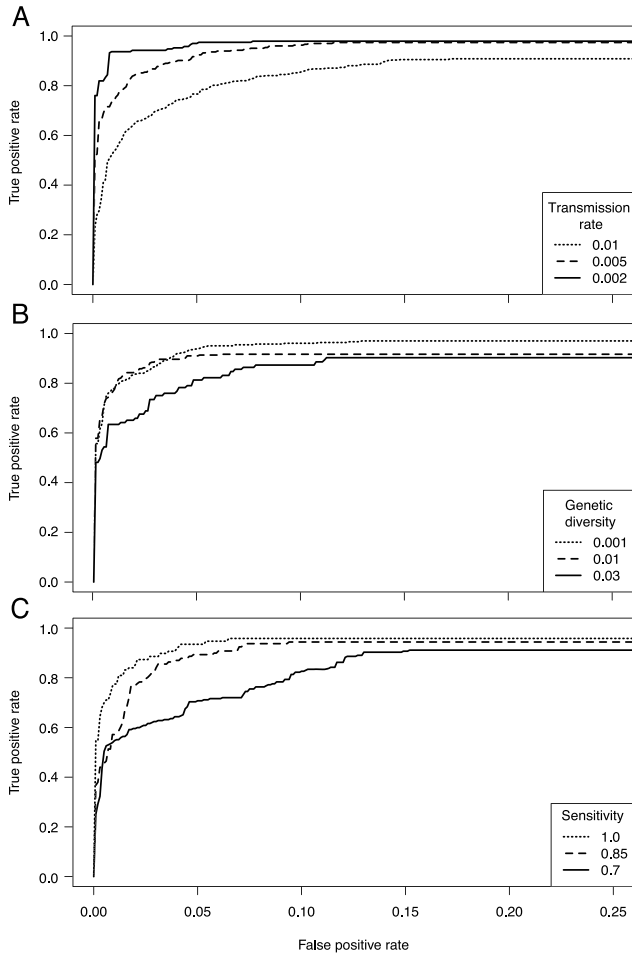 A
1.0
0.8
0.6
0.4
0.2
0.0
True positive rate
Transmission
rate
0.01
0.005
0.002
B
1.0
0.8
0.6
0.4
0.2
0.0
True positive rate
Genetic
diversity
0.001
0.01
0.03
C
1.0
0.8
0.6
0.4
0.2
0.0
True positive rate
Sensitivity
1.0
0.85
0.7
0.00 0.05 0.10 0.15 0.20 0.25
False positive rate